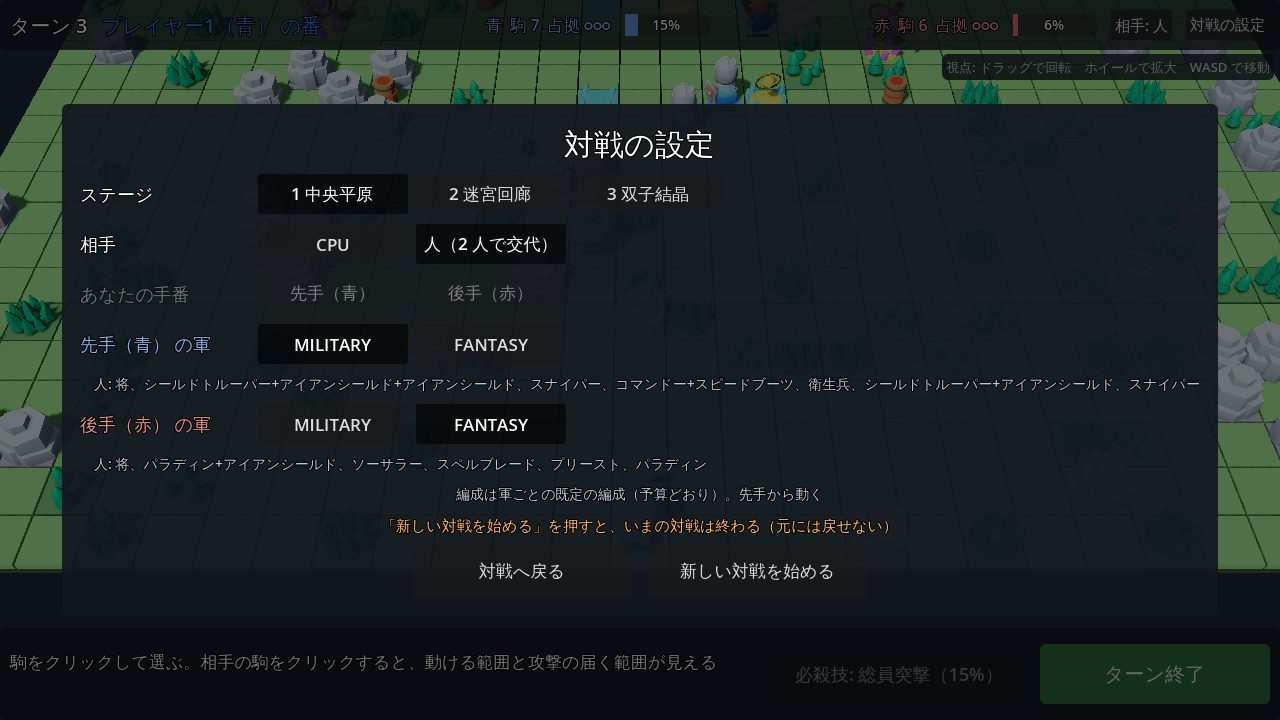 ターン 3 プレイヤー1（青）の番 青 駒 7 占拠 ○○○ 15% 赤 駒 6 占拠 ○○○ 6% 相手: 人 対戦の設定
視点: ドラッグで回転 ホイールで拡大 WASD で移動
対戦の設定
ステージ 1 中央平原 2 迷宮回廊 3 双子結晶
相手 CPU 人（2 人で交代）
あなたの手番 先手（青） 後手（赤）
先手（青）の軍 MILITARY FANTASY
人: 将、シールドトルーパー+アイアンシールド+アイアンシールド、スナイパー、コマンドー+スピードブーツ、衛生兵、シールドトルーパー+アイアンシールド、スナイパー
後手（赤）の軍 MILITARY FANTASY
人: 将、パラディン+アイアンシールド、ソーサラー、スペルブレード、プリースト、パラディン
編成は軍ごとの既定の編成（予算どおり）。先手から動く
「新しい対戦を始める」を押すと、いまの対戦は終わる（元には戻せない）
対戦へ戻る 新しい対戦を始める
駒をクリックして選ぶ。相手の駒をクリックすると、動ける範囲と攻撃の届く範囲が見える
必殺技: 総員突撃（15%） ターン終了